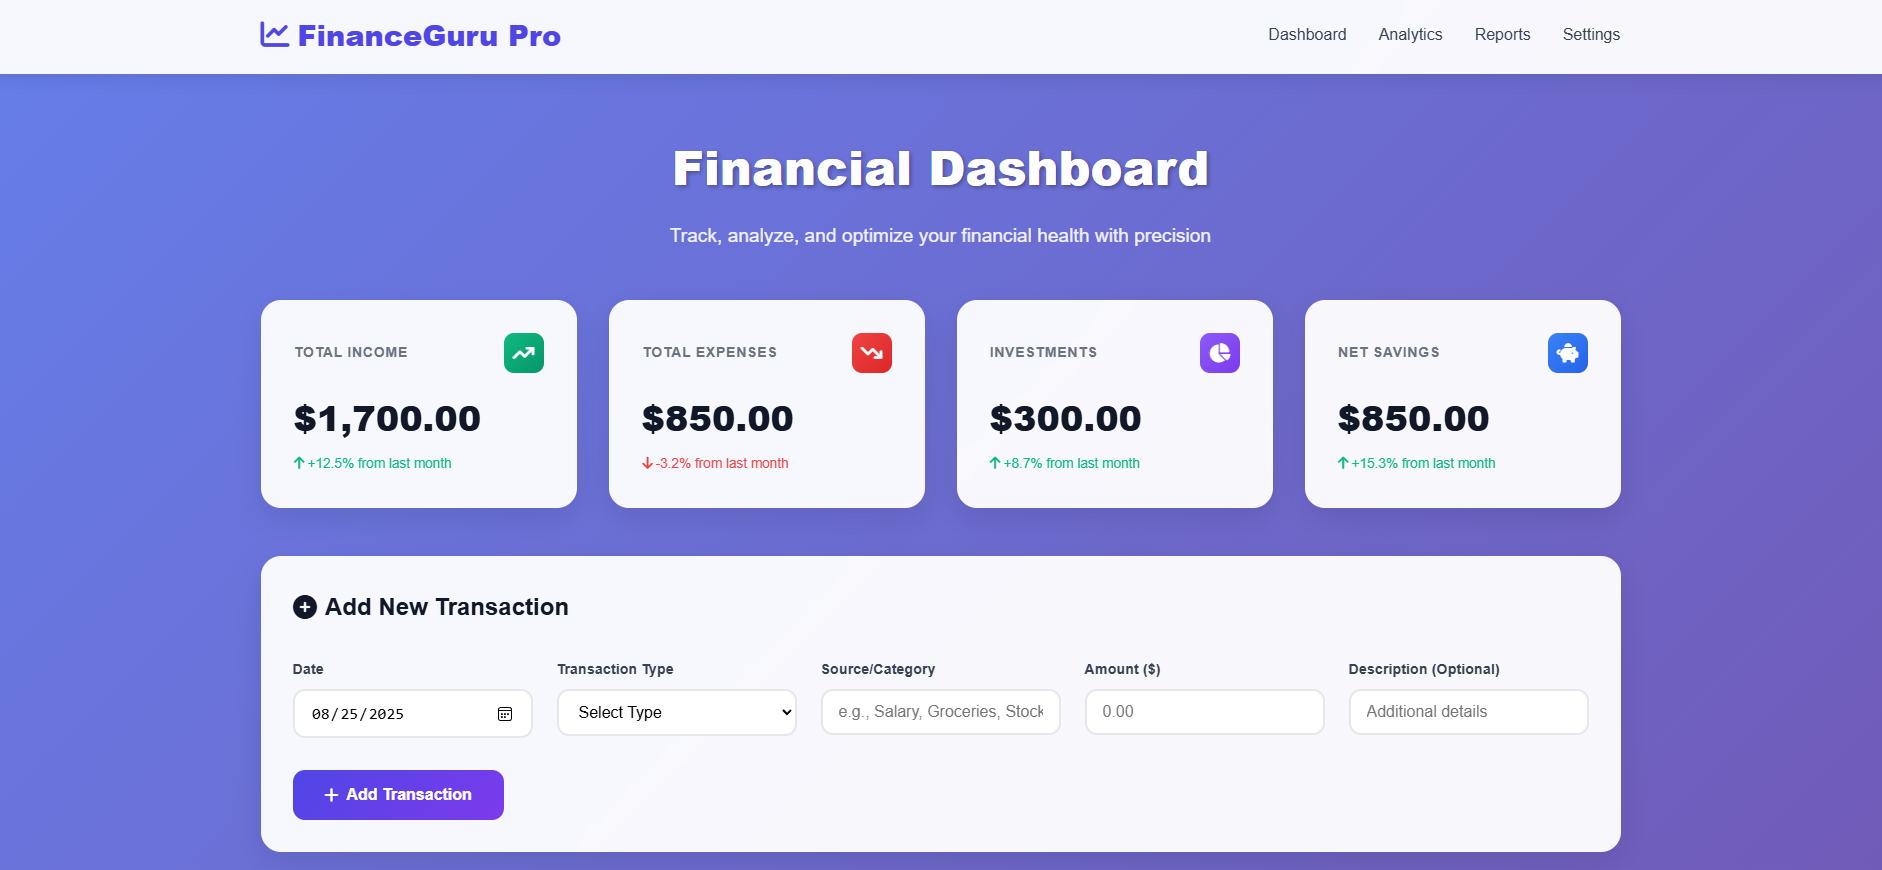 FinanceGuru Pro
Dashboard Analytics Reports Settings
Financial Dashboard
Track, analyze, and optimize your financial health with precision
TOTAL INCOME
$1,700.00
+12.5% from last month
TOTAL EXPENSES
$850.00
-3.2% from last month
INVESTMENTS
$300.00
+8.7% from last month
NET SAVINGS
$850.00
+15.3% from last month
Add New Transaction
Date
08/25/2025
Transaction Type
Select Type
Source/Category
e.g., Salary, Groceries, Stock
Amount ($)
0.00
Description (Optional)
Additional details
Add Transaction